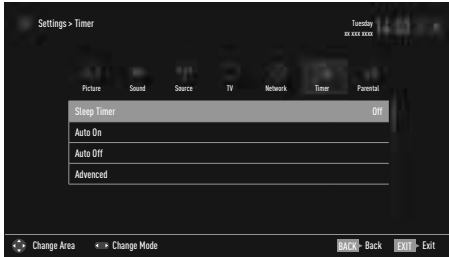 Settings > Timer
Tuesday
xx xxx xxxx
Picture Sound Source TV Network Timer Parental
Sleep Timer Off
Auto On
Auto Off
Advanced
Change Area Change Mode BACK Back EXIT Exit